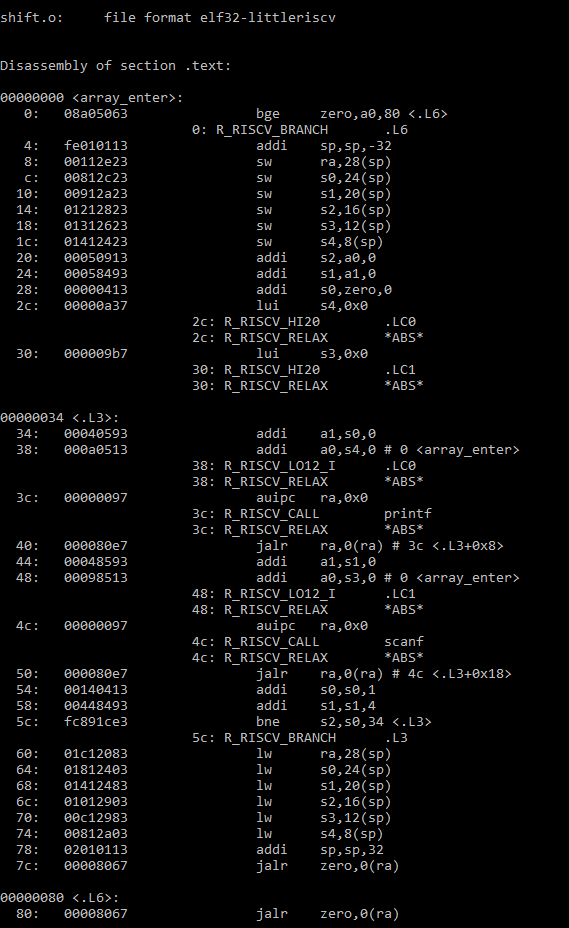 shift.o:     file format elf32-littleriscv
Disassembly of section .text:
00000000 <array_enter>:
   0:   08a05063                bge     zero,a0,80 <.L6>
                        0: R_RISCV_BRANCH       .L6
   4:   fe010113                addi    sp,sp,-32
   8:   00112e23                sw      ra,28(sp)
   c:   00812c23                sw      s0,24(sp)
  10:   00912a23                sw      s1,20(sp)
  14:   01212823                sw      s2,16(sp)
  18:   01312623                sw      s3,12(sp)
  1c:   01412423                sw      s4,8(sp)
  20:   00050913                addi    s2,a0,0
  24:   00058493                addi    s1,a1,0
  28:   00000413                addi    s0,zero,0
  2c:   00000a37                lui     s4,0x0
                        2c: R_RISCV_HI20        .LC0
                        2c: R_RISCV_RELAX       *ABS*
  30:   000009b7                lui     s3,0x0
                        30: R_RISCV_HI20        .LC1
                        30: R_RISCV_RELAX       *ABS*
00000034 <.L3>:
  34:   00040593                addi    a1,s0,0
  38:   000a0513                addi    a0,s4,0 # 0 <array_enter>
                        38: R_RISCV_LO12_I      .LC0
                        38: R_RISCV_RELAX       *ABS*
  3c:   00000097                auipc   ra,0x0
                        3c: R_RISCV_CALL        printf
                        3c: R_RISCV_RELAX       *ABS*
  40:   000080e7                jalr    ra,0(ra) # 3c <.L3+0x8>
  44:   00048593                addi    a1,s1,0
  48:   00098513                addi    a0,s3,0 # 0 <array_enter>
                        48: R_RISCV_LO12_I      .LC1
                        48: R_RISCV_RELAX       *ABS*
  4c:   00000097                auipc   ra,0x0
                        4c: R_RISCV_CALL        scanf
                        4c: R_RISCV_RELAX       *ABS*
  50:   000080e7                jalr    ra,0(ra) # 4c <.L3+0x18>
  54:   00140413                addi    s0,s0,1
  58:   00448493                addi    s1,s1,4
  5c:   fc891ce3                bne     s2,s0,34 <.L3>
                        5c: R_RISCV_BRANCH      .L3
  60:   01c12083                lw      ra,28(sp)
  64:   01812403                lw      s0,24(sp)
  68:   01412483                lw      s1,20(sp)
  6c:   01012903                lw      s2,16(sp)
  70:   00c12983                lw      s3,12(sp)
  74:   00812a03                lw      s4,8(sp)
  78:   02010113                addi    sp,sp,32
  7c:   00008067                jalr    zero,0(ra)
00000080 <.L6>:
  80:   00008067                jalr    zero,0(ra)